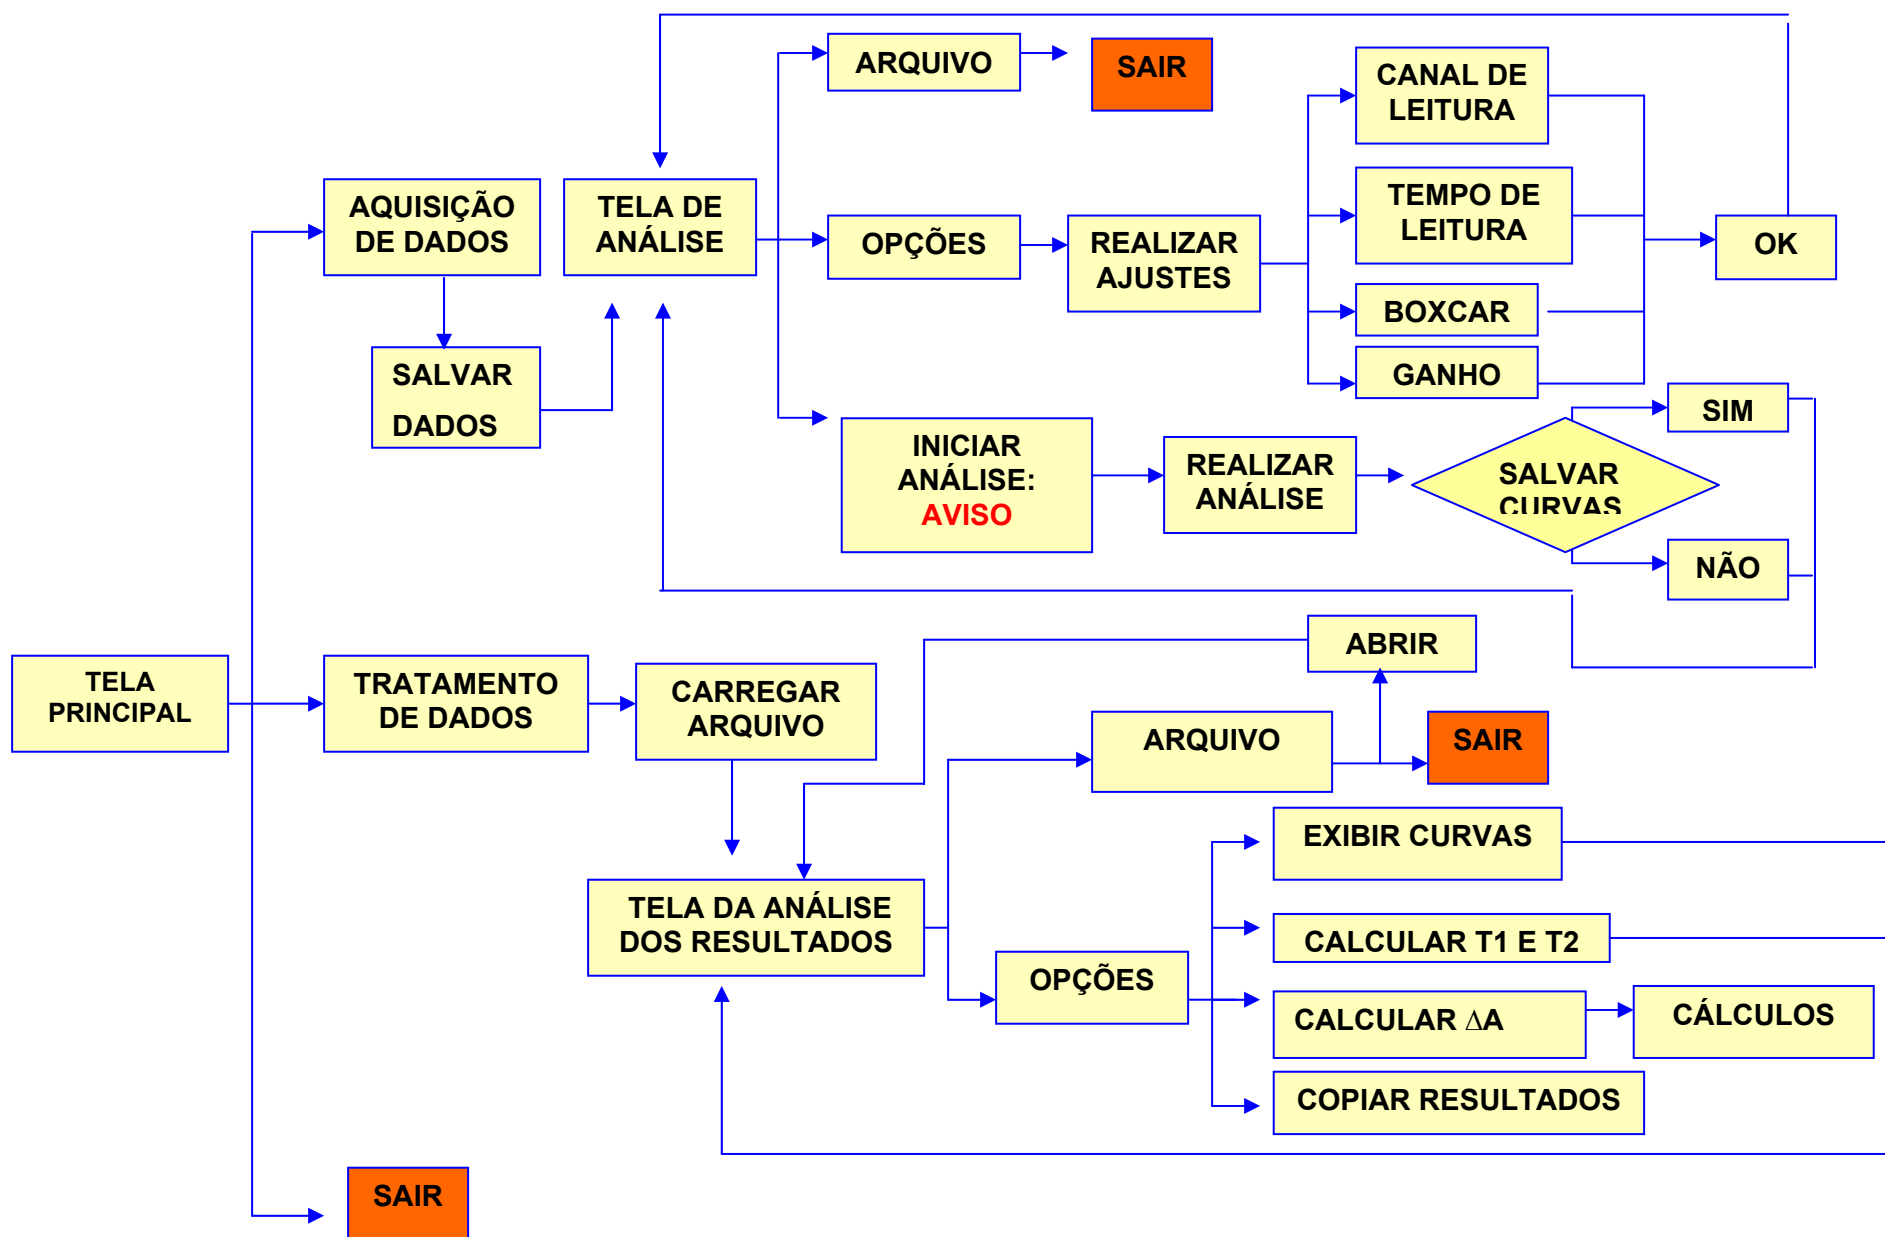 ARQUIVO
SAIR
CANAL DE
LEITURA
AQUISIÇÃO
DE DADOS
TELA DE
ANÁLISE
OPÇÕES
REALIZAR
AJUSTES
TEMPO DE
LEITURA
OK
BOXCAR
GANHO
SALVAR
DADOS
INICIAR
ANÁLISE:
AVISO
REALIZAR
ANÁLISE
SALVAR
CURVAS
SIM
NÃO
TELA
PRINCIPAL
TRATAMENTO
DE DADOS
CARREGAR
ARQUIVO
ABRIR
ARQUIVO
SAIR
TELA DA ANÁLISE
DOS RESULTADOS
OPÇÕES
EXIBIR CURVAS
CALCULAR T1 E T2
CALCULAR ∆A
CÁLCULOS
COPIAR RESULTADOS
SAIR